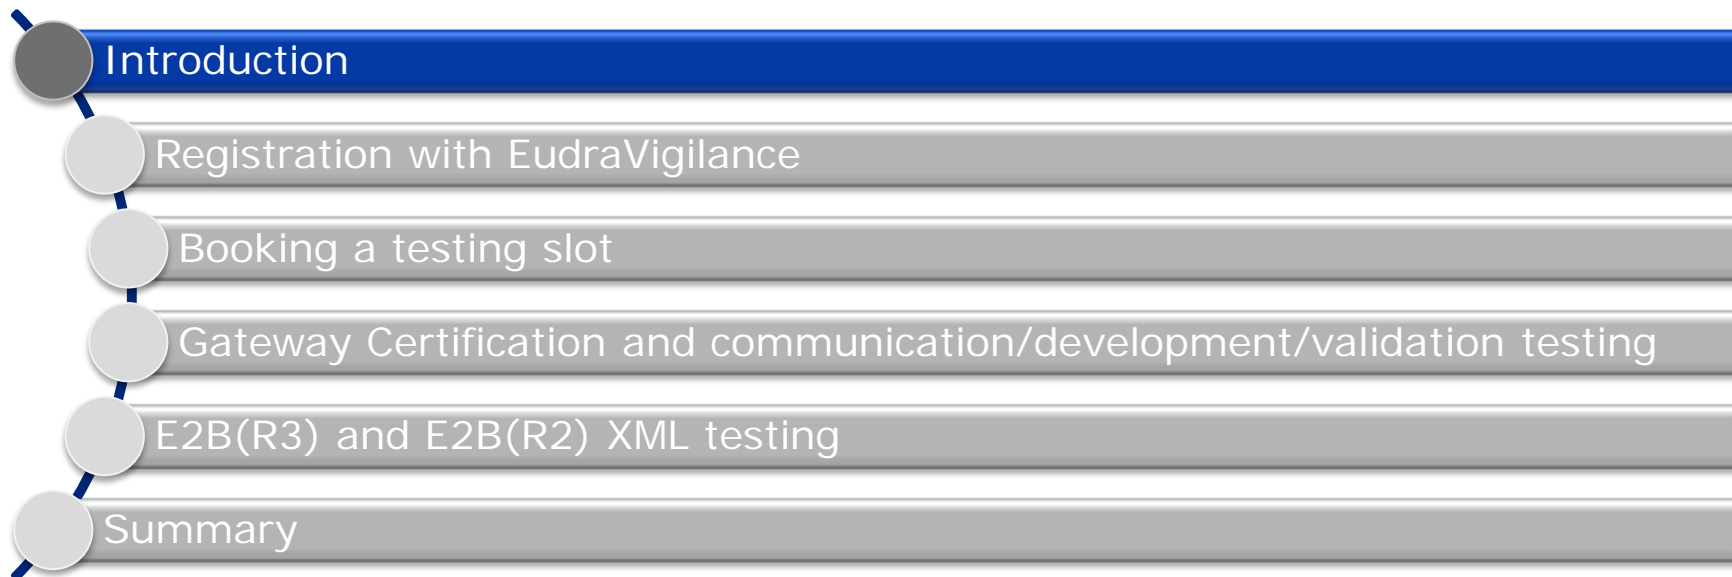 Introduction
Registration with EudraVigilance
Booking a testing slot
Gateway Certification and communication/development/validation testing
E2B(R3) and E2B(R2) XML testing
Summary